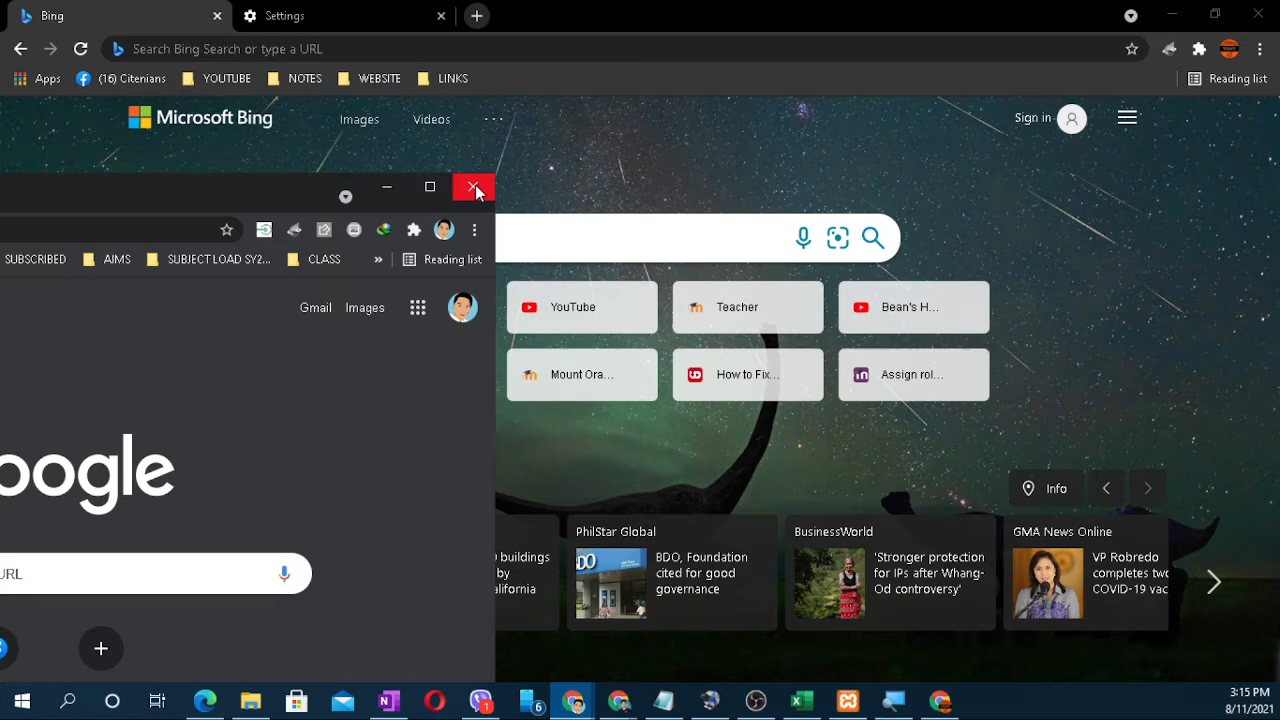 Bing
Settings
Search Bing Search or type a URL
Apps
(16) Citenians
YOUTUBE
NOTES
WEBSITE
LINKS
Reading list
Microsoft Bing
Images
Videos
Sign in
SUBSCRIBED
AIMS
SUBJECT LOAD SY2...
CLASS
»
Reading list
Gmail
Images
YouTube
Teacher
Bean's H...
Mount Ora...
How to Fix...
Assign rol...
oogle
URL
Info
buildings
by
alifornia
PhilStar Global
BDO, Foundation
cited for good
governance
BusinessWorld
'Stronger protection
for IPs after Whang-
Od controversy'
GMA News Online
VP Robredo
completes two
COVID-19 vac
1
6
3:15 PM
8/11/2021